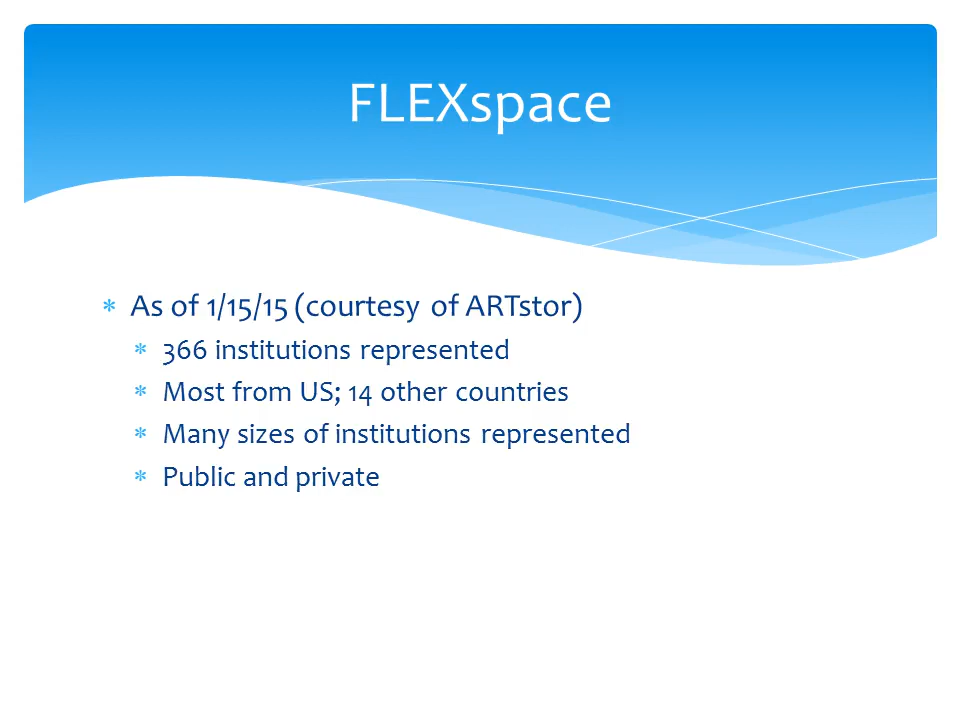 FLEXspace
* As of 1/15/15 (courtesy of ARTstor)
* 366 institutions represented
* Most from US; 14 other countries
* Many sizes of institutions represented
* Public and private